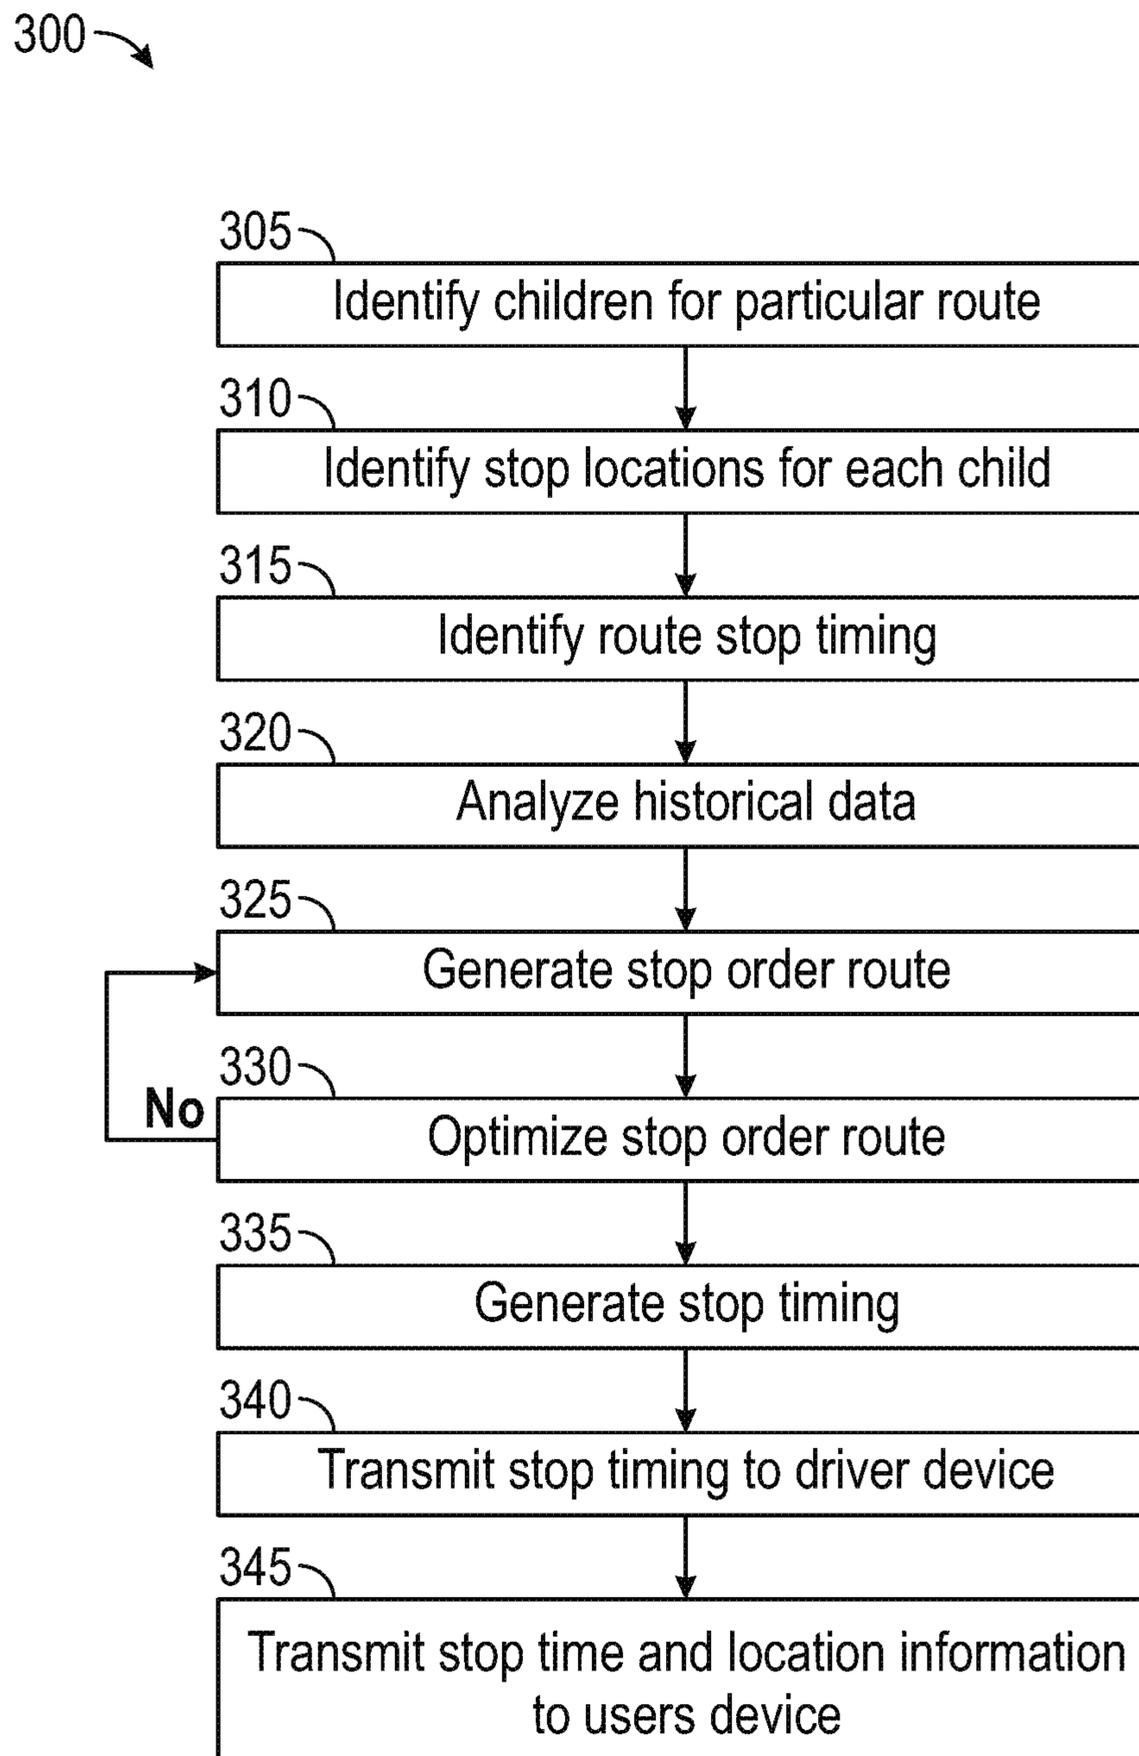 300
305
Identify children for particular route
310
Identify stop locations for each child
315
Identify route stop timing
320
Analyze historical data
325
Generate stop order route
330
No
Optimize stop order route
335
Generate stop timing
340
Transmit stop timing to driver device
345
Transmit stop time and location information
to users device